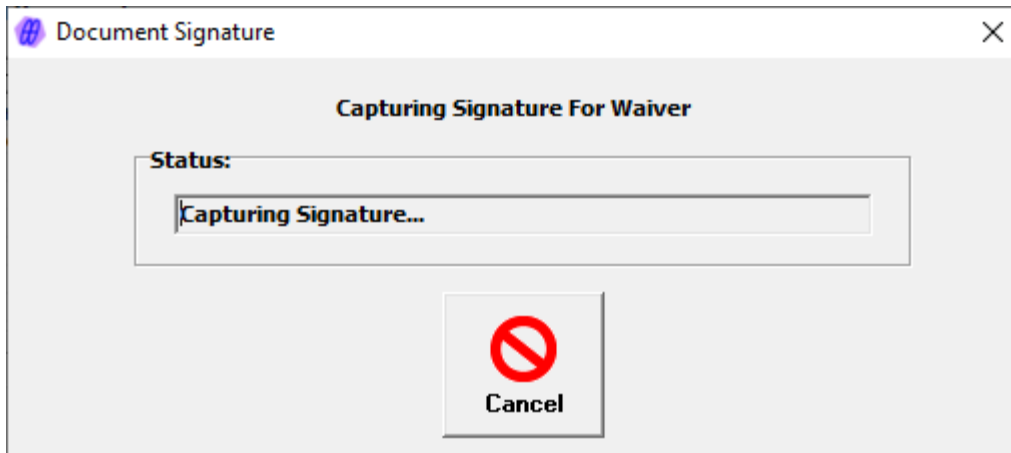 Document Signature
Capturing Signature For Waiver
Status:
Capturing Signature...
Cancel